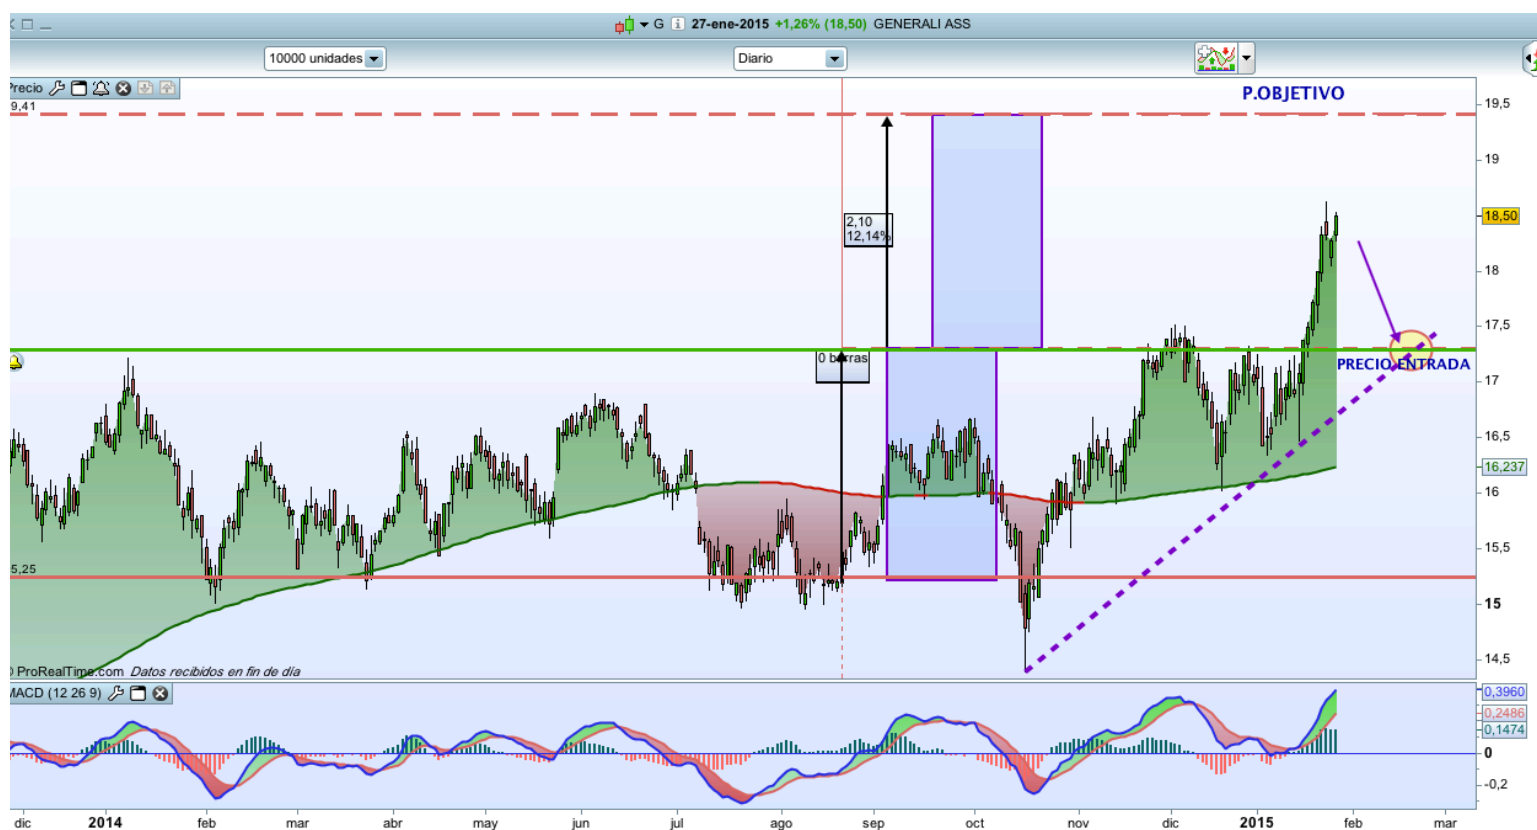 G 27-ene-2015 +1,26% (18,50) GENERALI ASS
10000 unidades
Diario
Precio
P.OBJETIVO
9,41
19,5
19
2,10
12,14%
18,50
18
17,5
0 barras
PRECIO ENTRADA
17
16,5
16,237
16
15,5
5,25
15
14,5
ProRealTime.com Datos recibidos en fin de día
MACD (12 26 9)
0,3960
0,2486
0,1474
0
-0,2
dic 2014 feb mar abr may jun jul ago sep oct nov dic 2015 feb mar